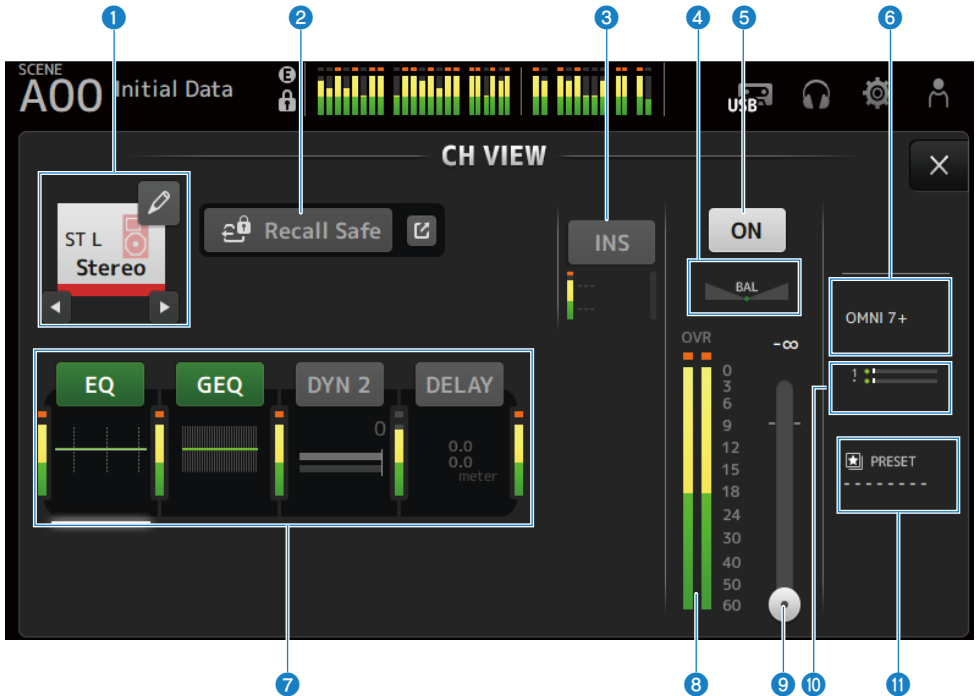 1 2 3 4 5 6
SCENE
A00 Initial Data E
USB
CH VIEW
ST L
Stereo
Recall Safe
INS
---
---
ON
BAL
OVR
-∞
0
3
6
9
12
15
18
24
30
40
50
60
OMNI 7+
1
PRESET
--------
EQ GEQ DYN 2 DELAY
0
0.0
0.0
meter
7 8 9 10 11